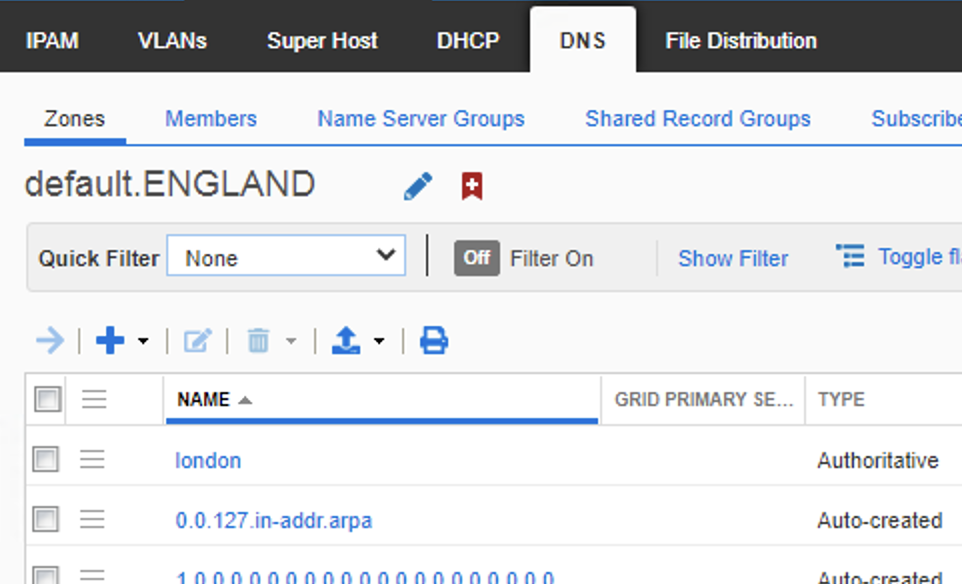 IPAM VLANs Super Host DHCP DNS File Distribution
Zones Members Name Server Groups Shared Record Groups Subscribe
default.ENGLAND
Quick Filter None Off Filter On Show Filter Toggle fl
NAME GRID PRIMARY SE... TYPE
london Authoritative
0.0.127.in-addr.arpa Auto-created
Auto-created